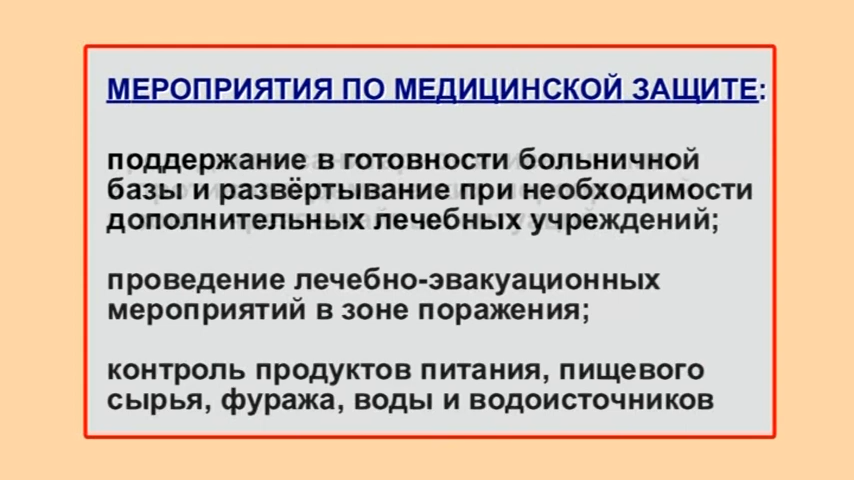 МЕРОПРИЯТИЯ ПО МЕДИЦИНСКОЙ ЗАЩИТЕ:
поддержание в готовности больничной
базы и развёртывание при необходимости
дополнительных лечебных учреждений;
проведение лечебно-эвакуационных
мероприятий в зоне поражения;
контроль продуктов питания, пищевого
сырья, фуража, воды и водоисточников